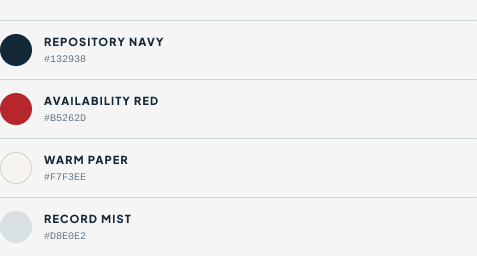 REPOSITORY NAVY
#132938
AVAILABILITY RED
#B5262D
WARM PAPER
#F7F3EE
RECORD MIST
#D8E0E2